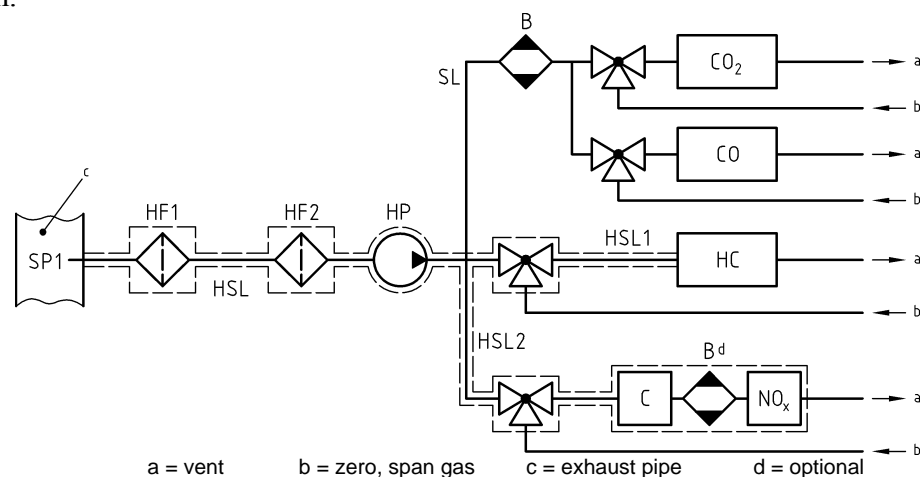 B
SL
CO2
a
b
c
CO
a
b
HF1
HF2
HP
HSL1
SP1
HC
a
HSL
b
HSL2
Bd
C
NOx
a
b
a = vent b = zero, span gas c = exhaust pipe d = optional